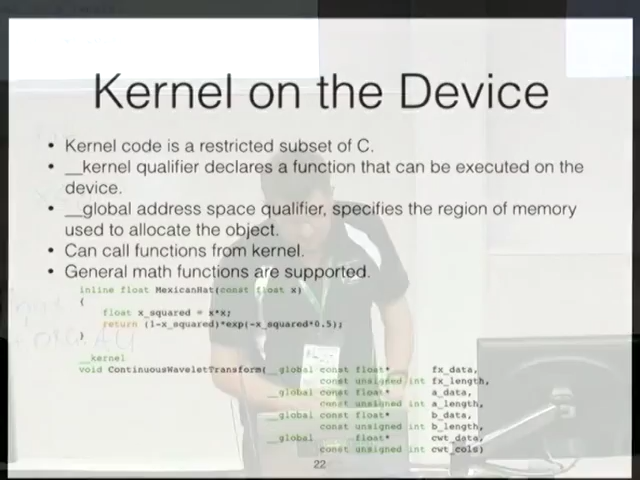 Kernel on the Device
• Kernel code is a restricted subset of C.
• __kernel qualifier declares a function that can be executed on the
device.
• __global address space qualifier, specifies the region of memory
used to allocate the object.
• Can call functions from kernel.
• General math functions are supported.
inline float MexicanHat(const float x)
{
float x_squared = x*x;
return (1-x_squared)*exp(-x_squared*0.5);
}
__kernel
void ContinuousWaveletTransform(__global const float* fx_data,
const unsigned int fx_length,
__global const float* a_data,
const unsigned int a_length,
__global const float* b_data,
const unsigned int b_length,
__global float* cwt_data,
const unsigned int cwt_cols)
22